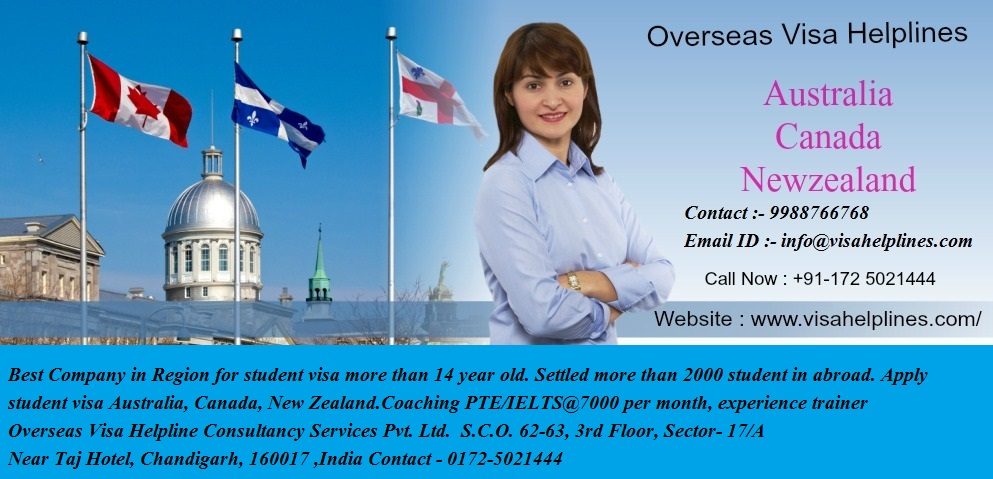 Overseas Visa Helplines
Australia
Canada
Newzealand
Contact :- 9988766768
Email ID :- info@visahelplines.com
Call Now : +91-172 5021444
Website : www.visahelplines.com/
Best Company in Region for student visa more than 14 year old. Settled more than 2000 student in abroad. Apply
student visa Australia, Canada, New Zealand.Coaching PTE/IELTS@7000 per month, experience trainer
Overseas Visa Helpline Consultancy Services Pvt. Ltd.  S.C.O. 62-63, 3rd Floor, Sector- 17/A
Near Taj Hotel, Chandigarh, 160017 ,India Contact - 0172-5021444